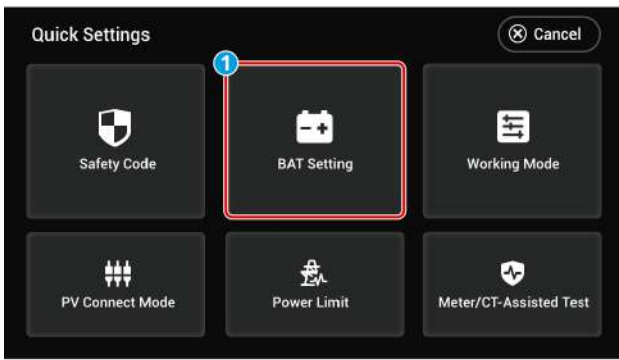 Quick Settings
Cancel
1
Safety Code
BAT Setting
Working Mode
PV Connect Mode
Power Limit
Meter/CT-Assisted Test